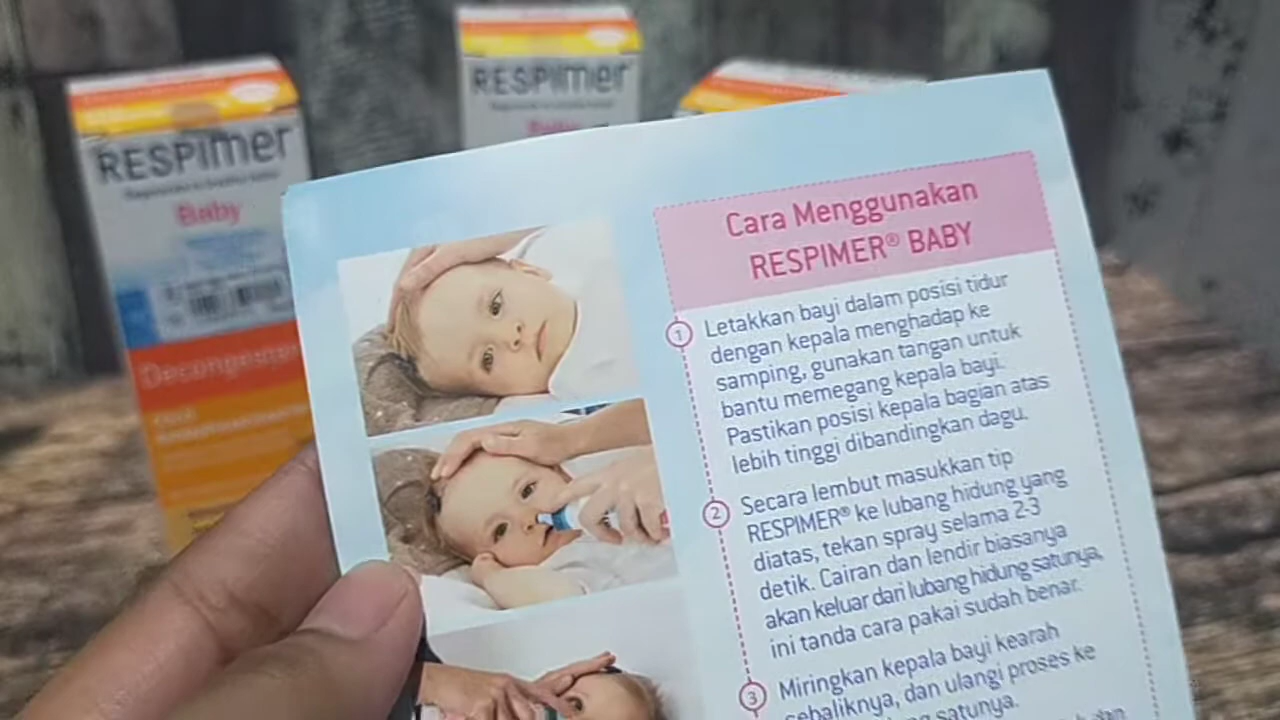 RESPIMER
Baby
Decongestant
RESPIMER
Baby
Cara Menggunakan
RESPIMER® BABY
1
Letakkan bayi dalam posisi tidur
dengan kepala menghadap ke
samping, gunakan tangan untuk
bantu memegang kepala bayi.
Pastikan posisi kepala bagian atas
lebih tinggi dibandingkan dagu.
2
Secara lembut masukkan tip
RESPIMER® ke lubang hidung yang
diatas, tekan spray selama 2-3
detik. Cairan dan lendir biasanya
akan keluar dari lubang hidung satunya,
ini tanda cara pakai sudah benar.
3
Miringkan kepala bayi kearah
sebaliknya, dan ulangi proses ke
satunya.